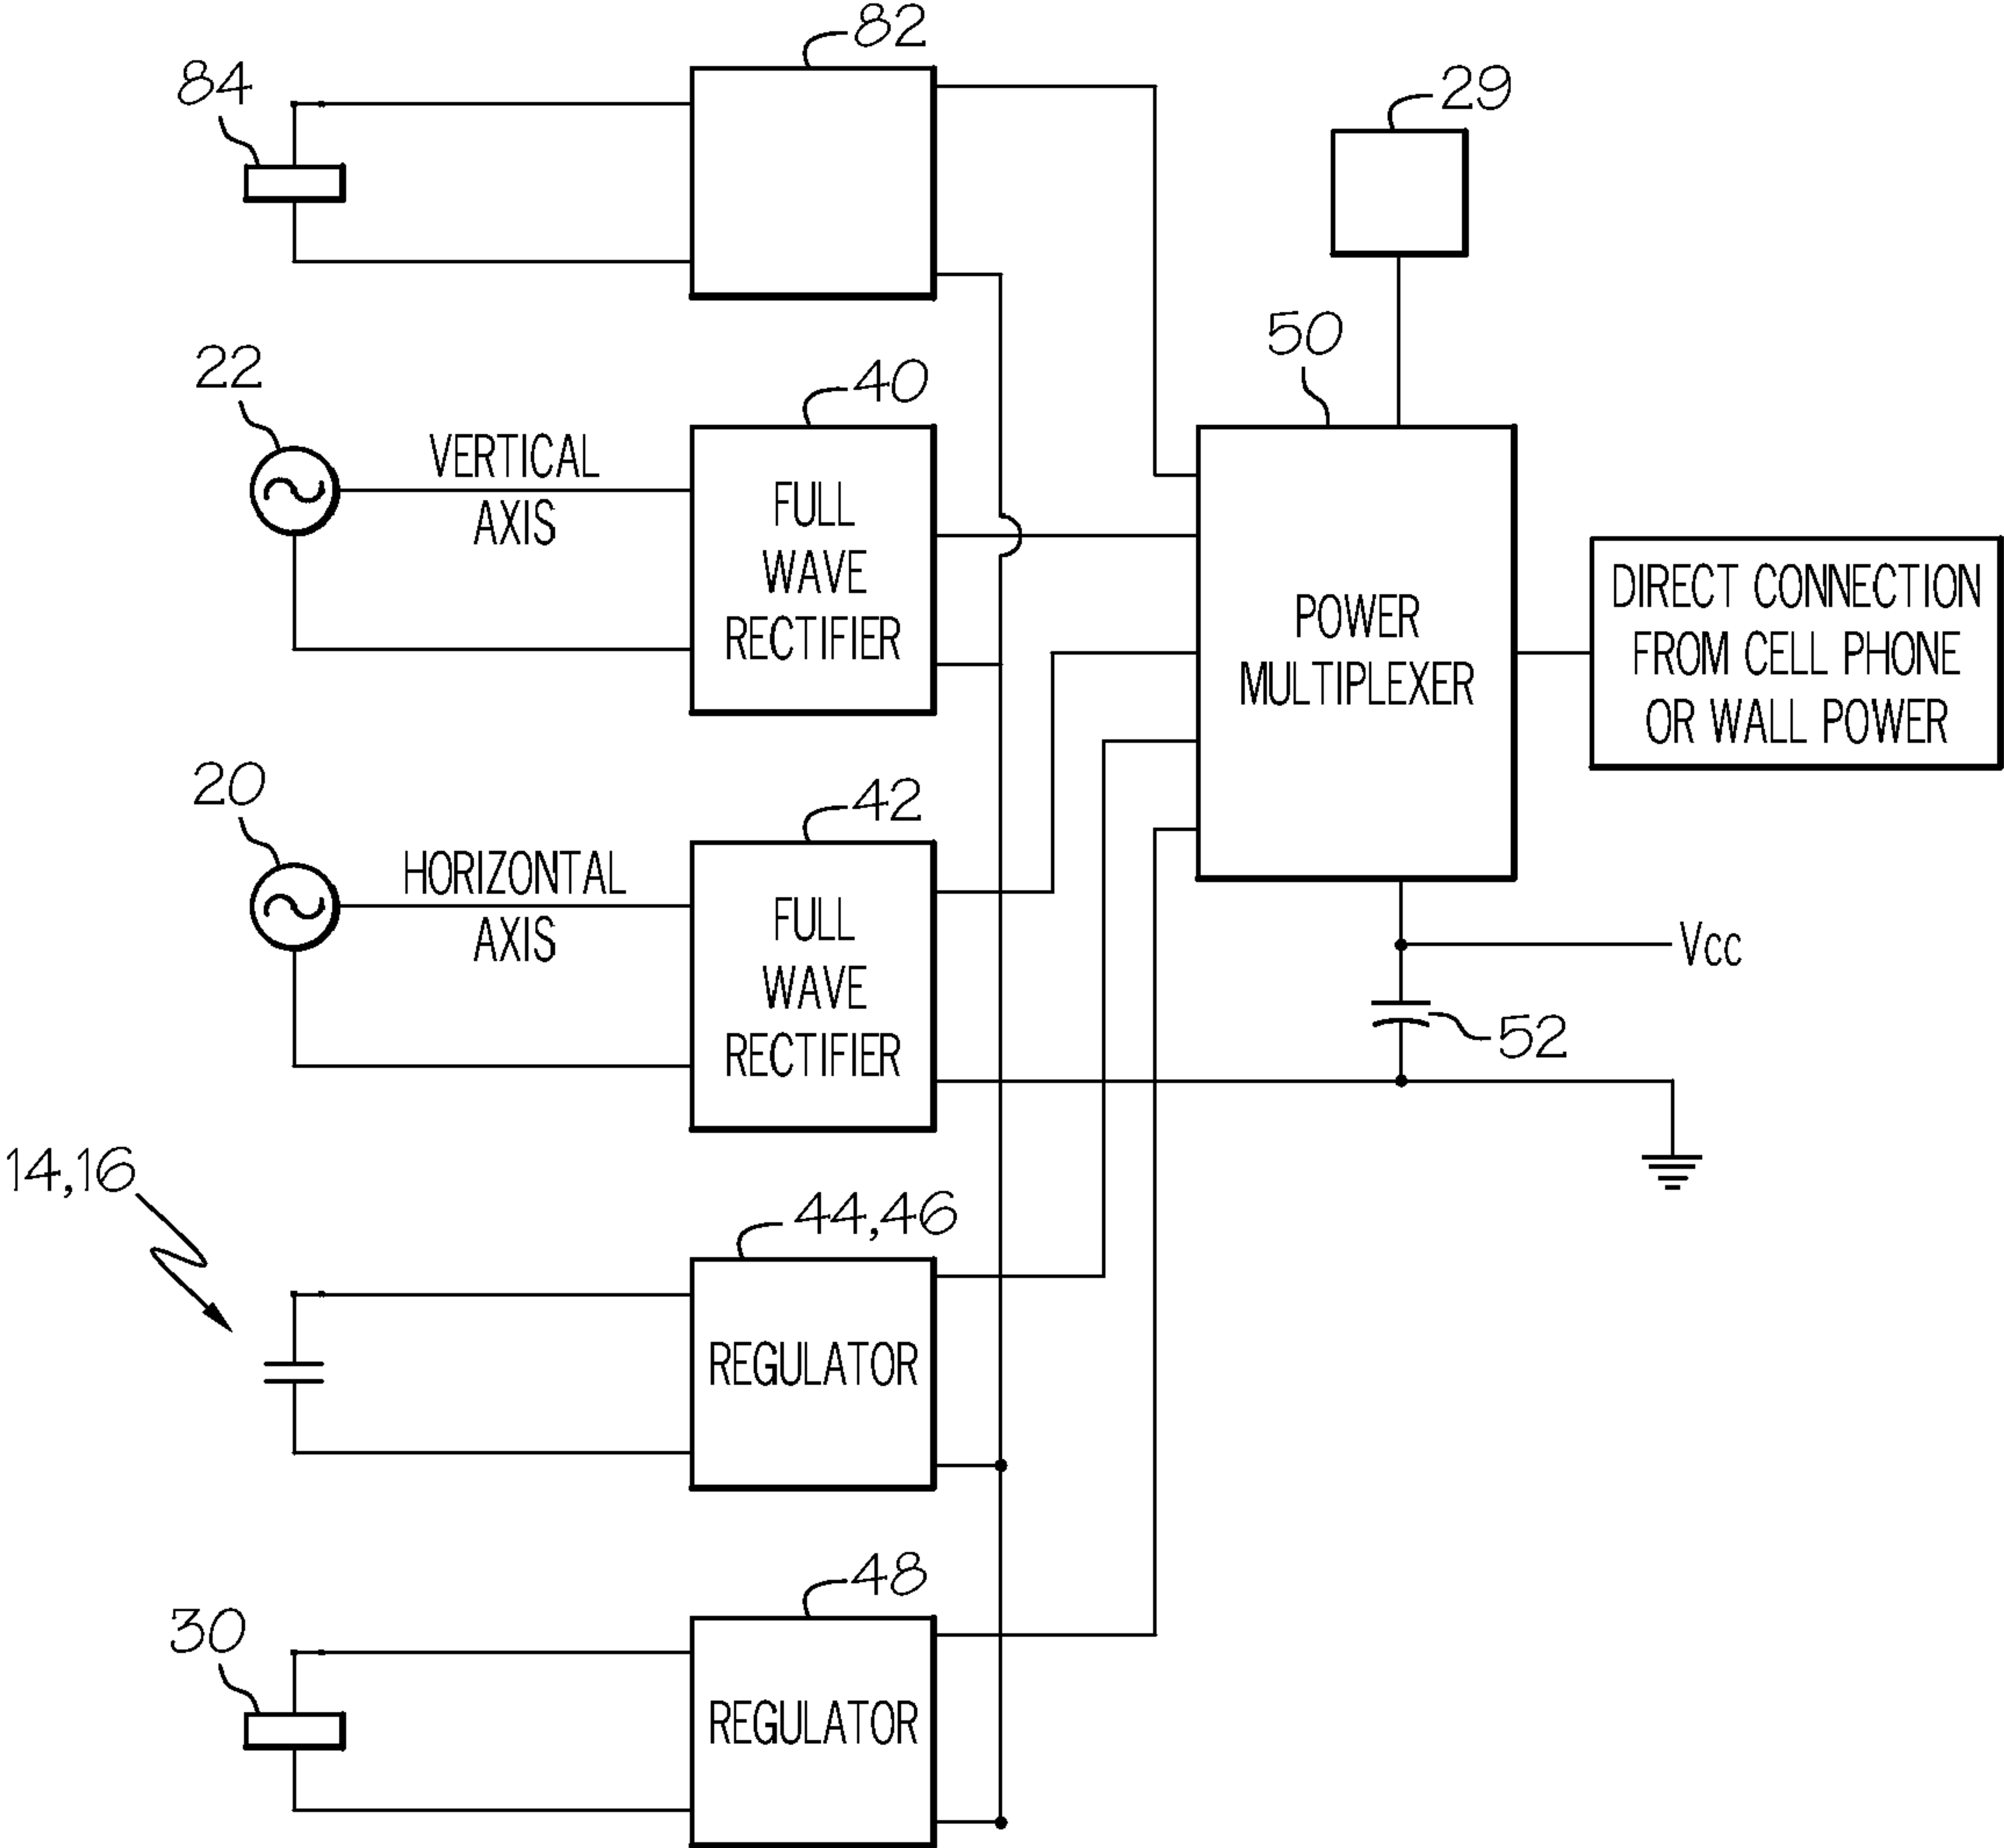 82
84
29
50
22
40
VERTICAL
AXIS
FULL
WAVE
RECTIFIER
POWER
MULTIPLEXER
DIRECT CONNECTION
FROM CELL PHONE
OR WALL POWER
20
42
HORIZONTAL
AXIS
FULL
WAVE
RECTIFIER
Vcc
52
14,16
44,46
REGULATOR
48
30
REGULATOR